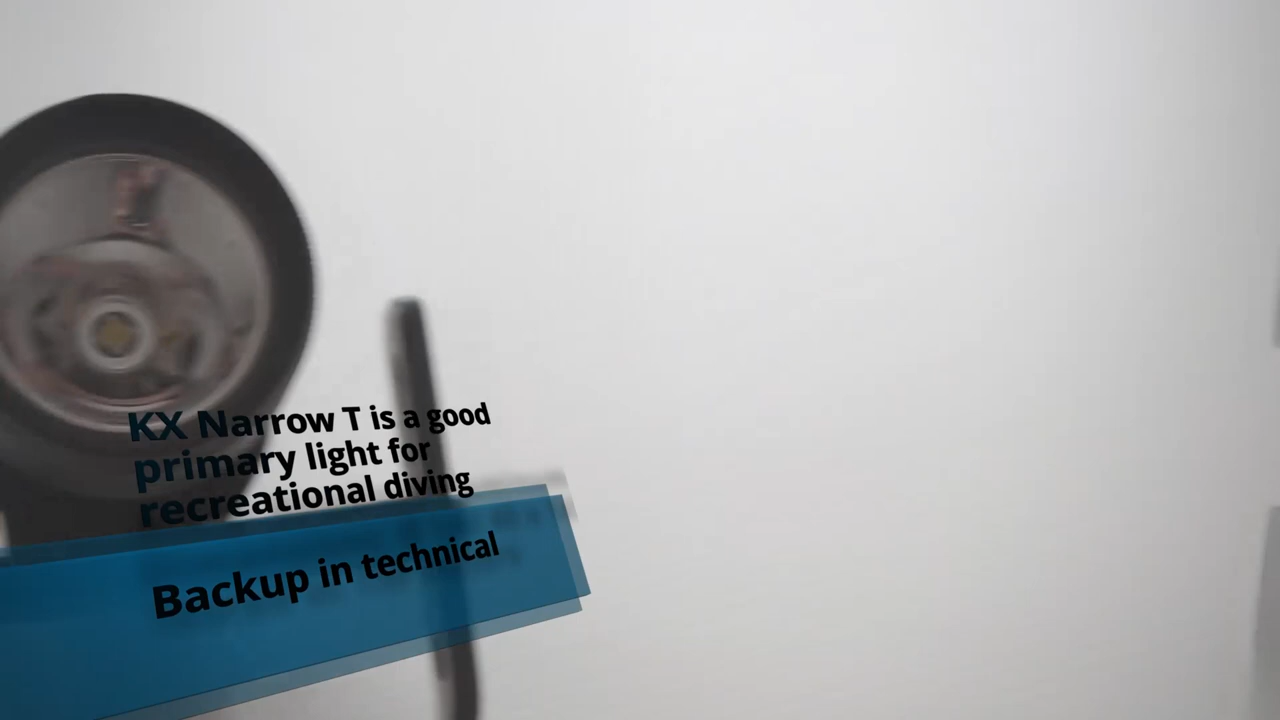 KX Narrow T is a good
primary light for
recreational diving
Backup in technical